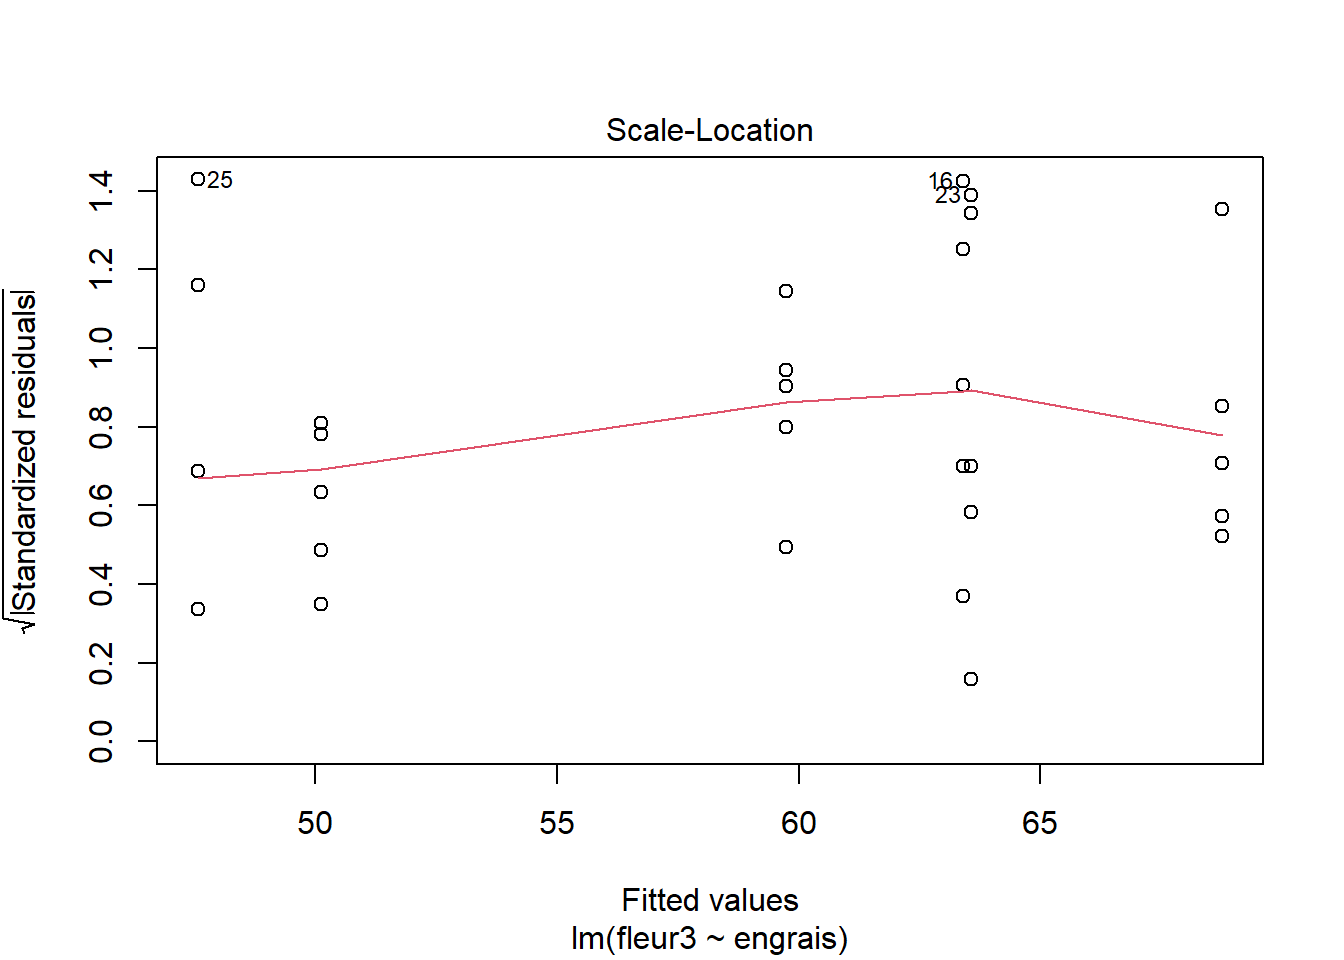 Scale-Location
√|Standardized residuals|
1.4
1.2
1.0
0.8
0.6
0.4
0.2
0.0
25
16
23
50 55 60 65
Fitted values
lm(fleur3 ~ engrais)